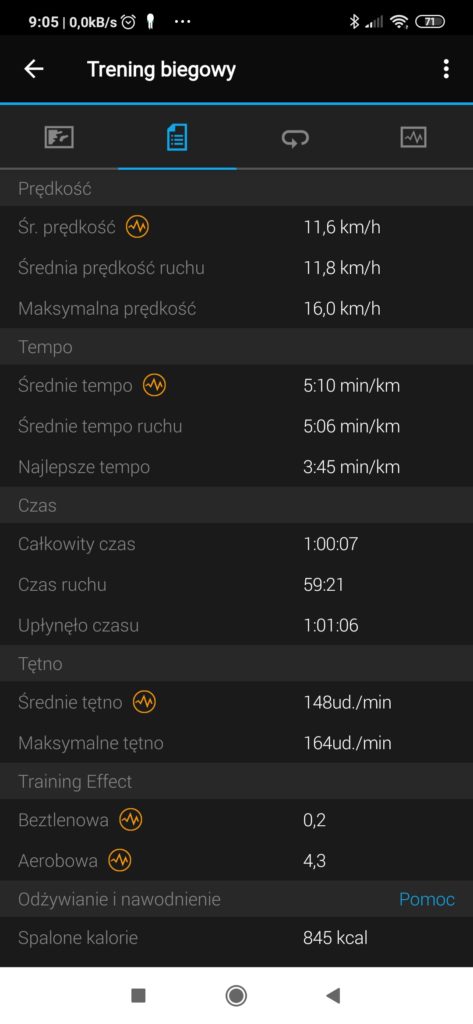 9:05 | 0,0kB/s ... 71
Trening biegowy
Prędkość
Śr. prędkość 11,6 km/h
Średnia prędkość ruchu 11,8 km/h
Maksymalna prędkość 16,0 km/h
Tempo
Średnie tempo 5:10 min/km
Średnie tempo ruchu 5:06 min/km
Najlepsze tempo 3:45 min/km
Czas
Całkowity czas 1:00:07
Czas ruchu 59:21
Upłynęło czasu 1:01:06
Tętno
Średnie tętno 148ud./min
Maksymalne tętno 164ud./min
Training Effect
Beztlenowa 0,2
Aerobowa 4,3
Odżywianie i nawodnienie Pomoc
Spalone kalorie 845 kcal